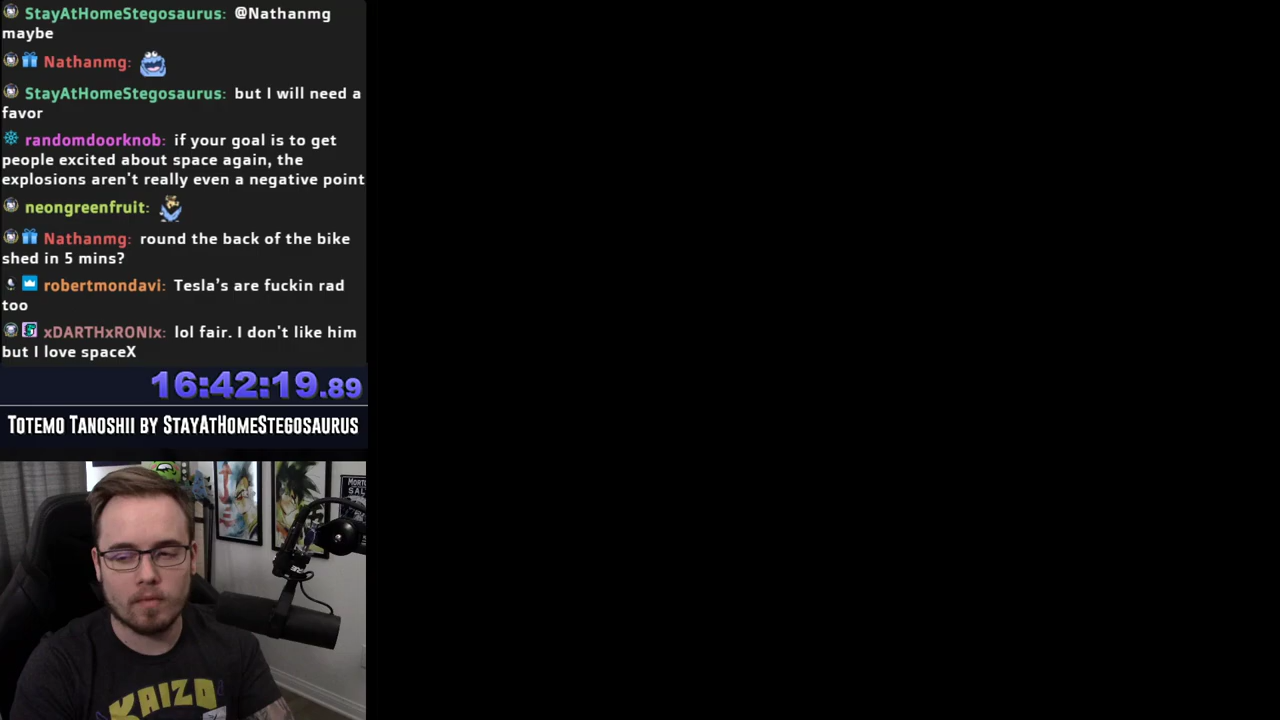 StayAtHomeStegosaurus: @Nathanmg
maybe
Nathanmg:
StayAtHomeStegosaurus: but I will need a
favor
randomdoorknob: if your goal is to get
people excited about space again, the
explosions aren't really even a negative point
neongreenfruit:
Nathanmg: round the back of the bike
shed in 5 mins?
robertmondavi: Tesla's are fuckin rad
too
xDARTHxRONIx: lol fair. I don't like him
but I love spaceX
16:42:19.89
TOTEMO TANOSHII BY STAYATHOMESTEGOSAURUS
KAIZO